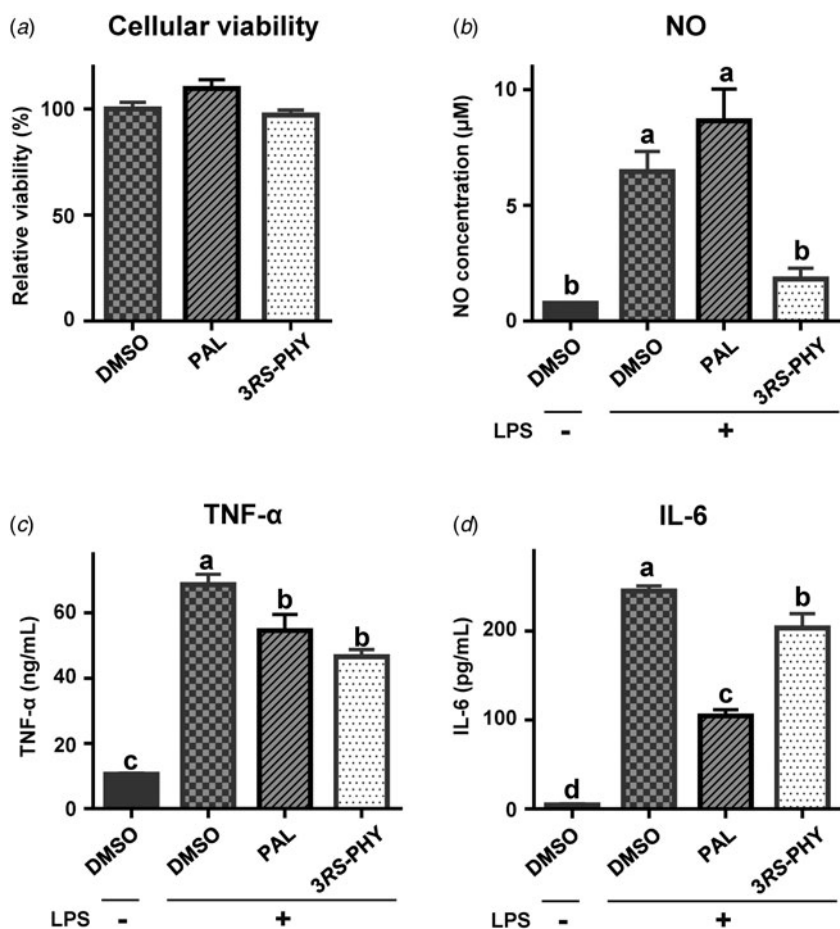 (a) Cellular viability
Relative viability (%)
100
50
0
DMSO PAL 3RS-PHY
(b) NO
NO concentration (µM)
10
5
0
b a a b
DMSO DMSO PAL 3RS-PHY
LPS - +
(c) TNF-α
TNF-α (ng/mL)
60
40
20
0
c a b b
DMSO DMSO PAL 3RS-PHY
LPS - +
(d) IL-6
IL-6 (pg/mL)
200
100
0
d a c b
DMSO DMSO PAL 3RS-PHY
LPS - +